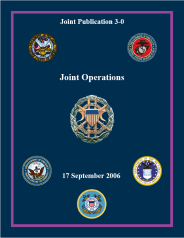 Joint Publication 3-0
Joint Operations
17 September 2006